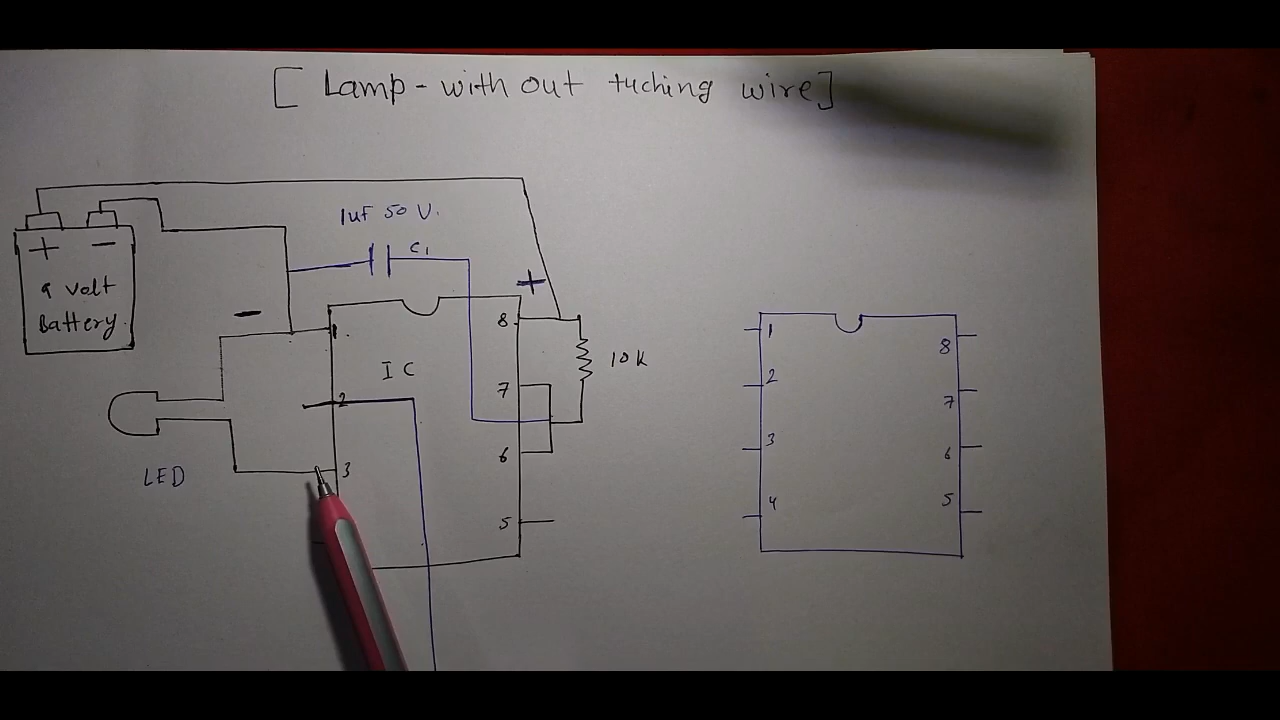 [ Lamp - with out tuching wire]
1uf 50 V.
C1
+ -
9 volt
Battery.
-
+
1.
8
IC
10K
7
2
LED
3
6
5
1
8
2
7
3
6
4
5